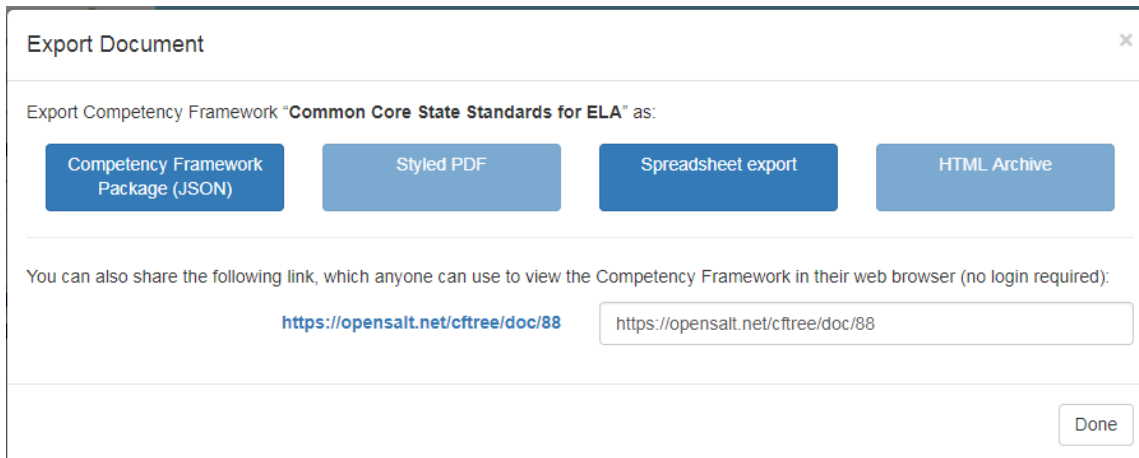 Export Document
×
Export Competency Framework “Common Core State Standards for ELA” as:
Competency Framework
Package (JSON)
Styled PDF
Spreadsheet export
HTML Archive
You can also share the following link, which anyone can use to view the Competency Framework in their web browser (no login required):
https://opensalt.net/cftree/doc/88
https://opensalt.net/cftree/doc/88
Done